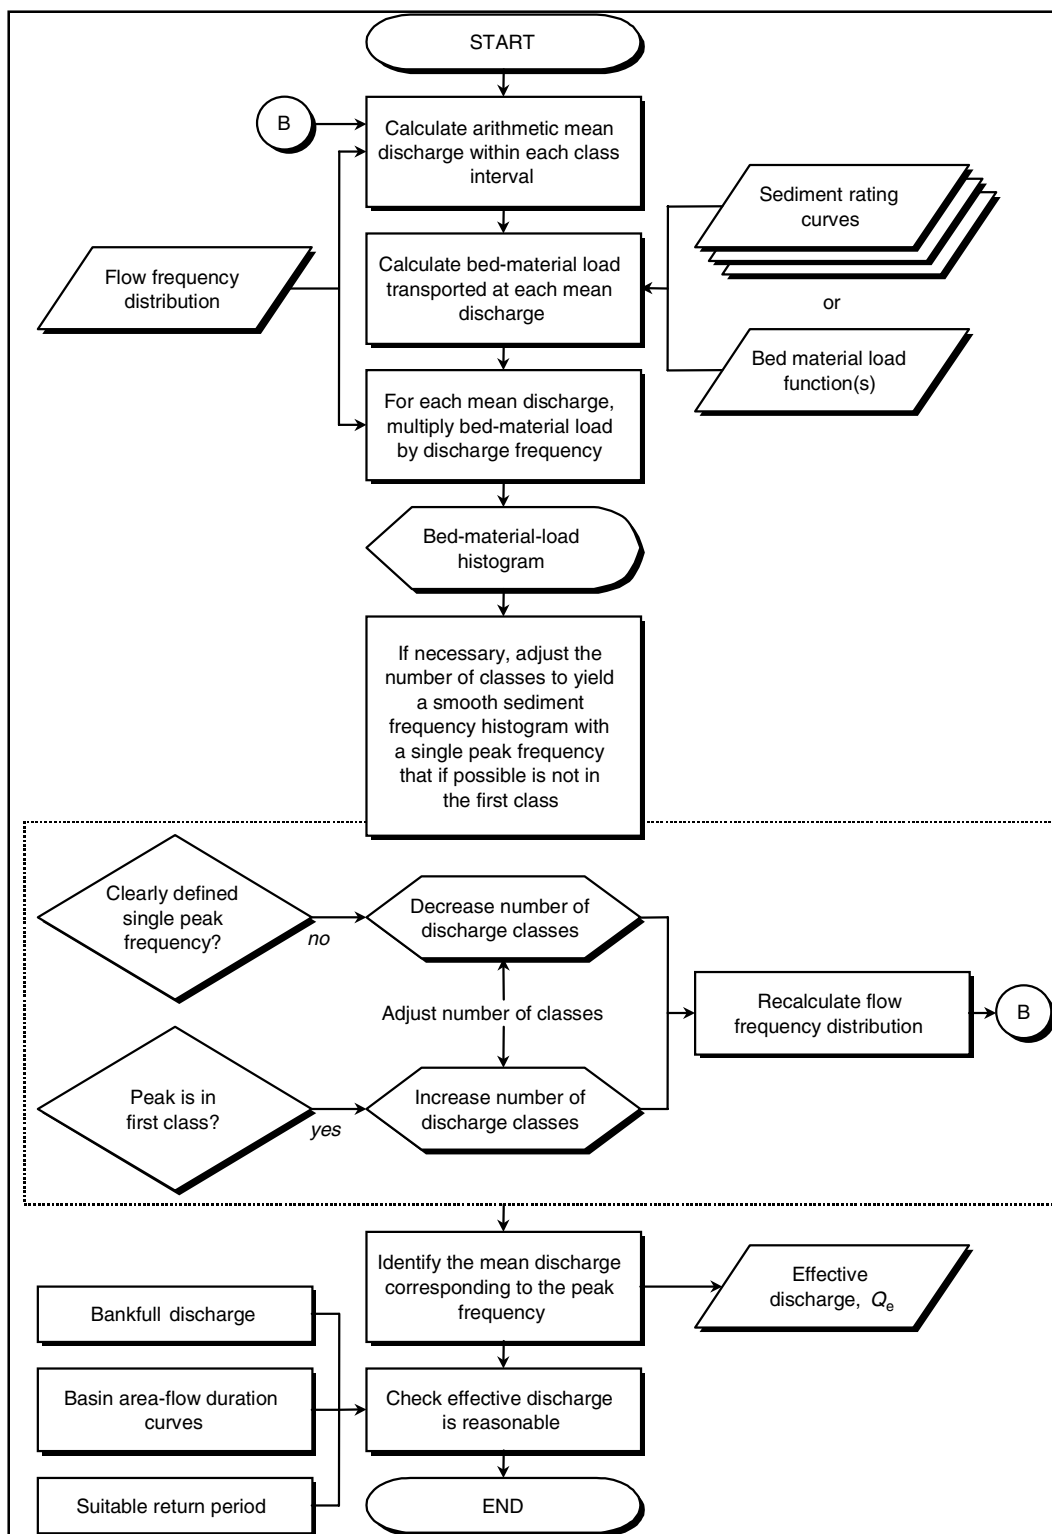 START
B
Calculate arithmetic mean
discharge within each class
interval
Sediment rating
curves
Flow frequency
distribution
Calculate bed-material load
transported at each mean
discharge
or
Bed material load
function(s)
For each mean discharge,
multiply bed-material load
by discharge frequency
Bed-material-load
histogram
If necessary, adjust the
number of classes to yield
a smooth sediment
frequency histogram with
a single peak frequency
that if possible is not in
the first class
Clearly defined
single peak
frequency?
no
Decrease number of
discharge classes
Adjust number of classes
Recalculate flow
frequency distribution
B
Peak is in
first class?
yes
Increase number of
discharge classes
Identify the mean discharge
corresponding to the peak
frequency
Effective
discharge, Qe
Bankfull discharge
Basin area-flow duration
curves
Check effective discharge
is reasonable
Suitable return period
END